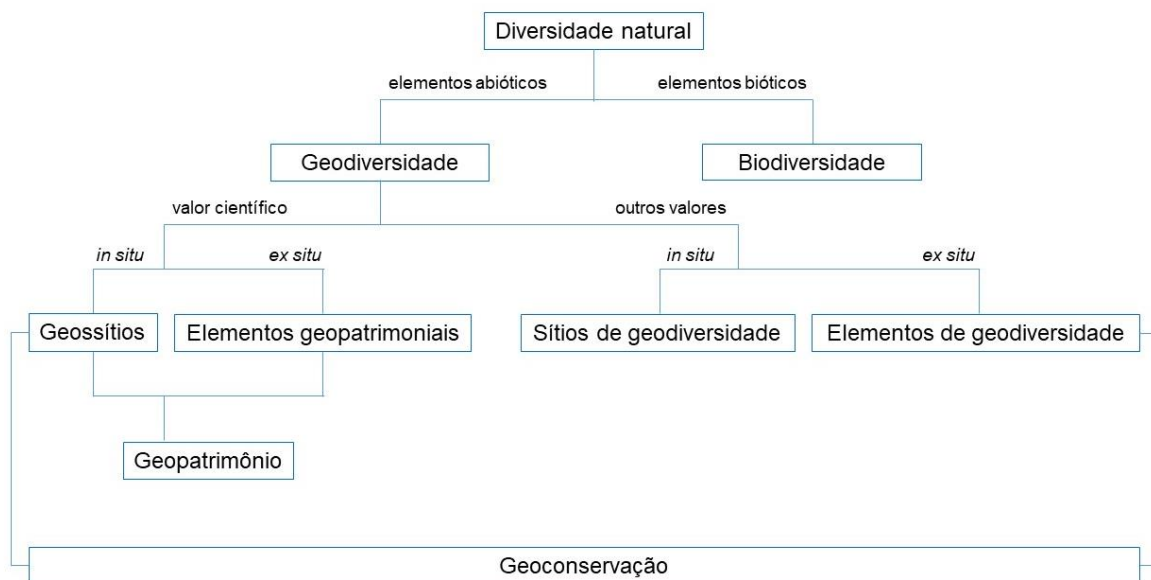 Diversidade natural
elementos abióticos elementos bióticos
Geodiversidade Biodiversidade
valor científico outros valores
in situ ex situ in situ ex situ
Geossítios Elementos geopatrimoniais Sítios de geodiversidade Elementos de geodiversidade
Geopatrimônio
Geoconservação